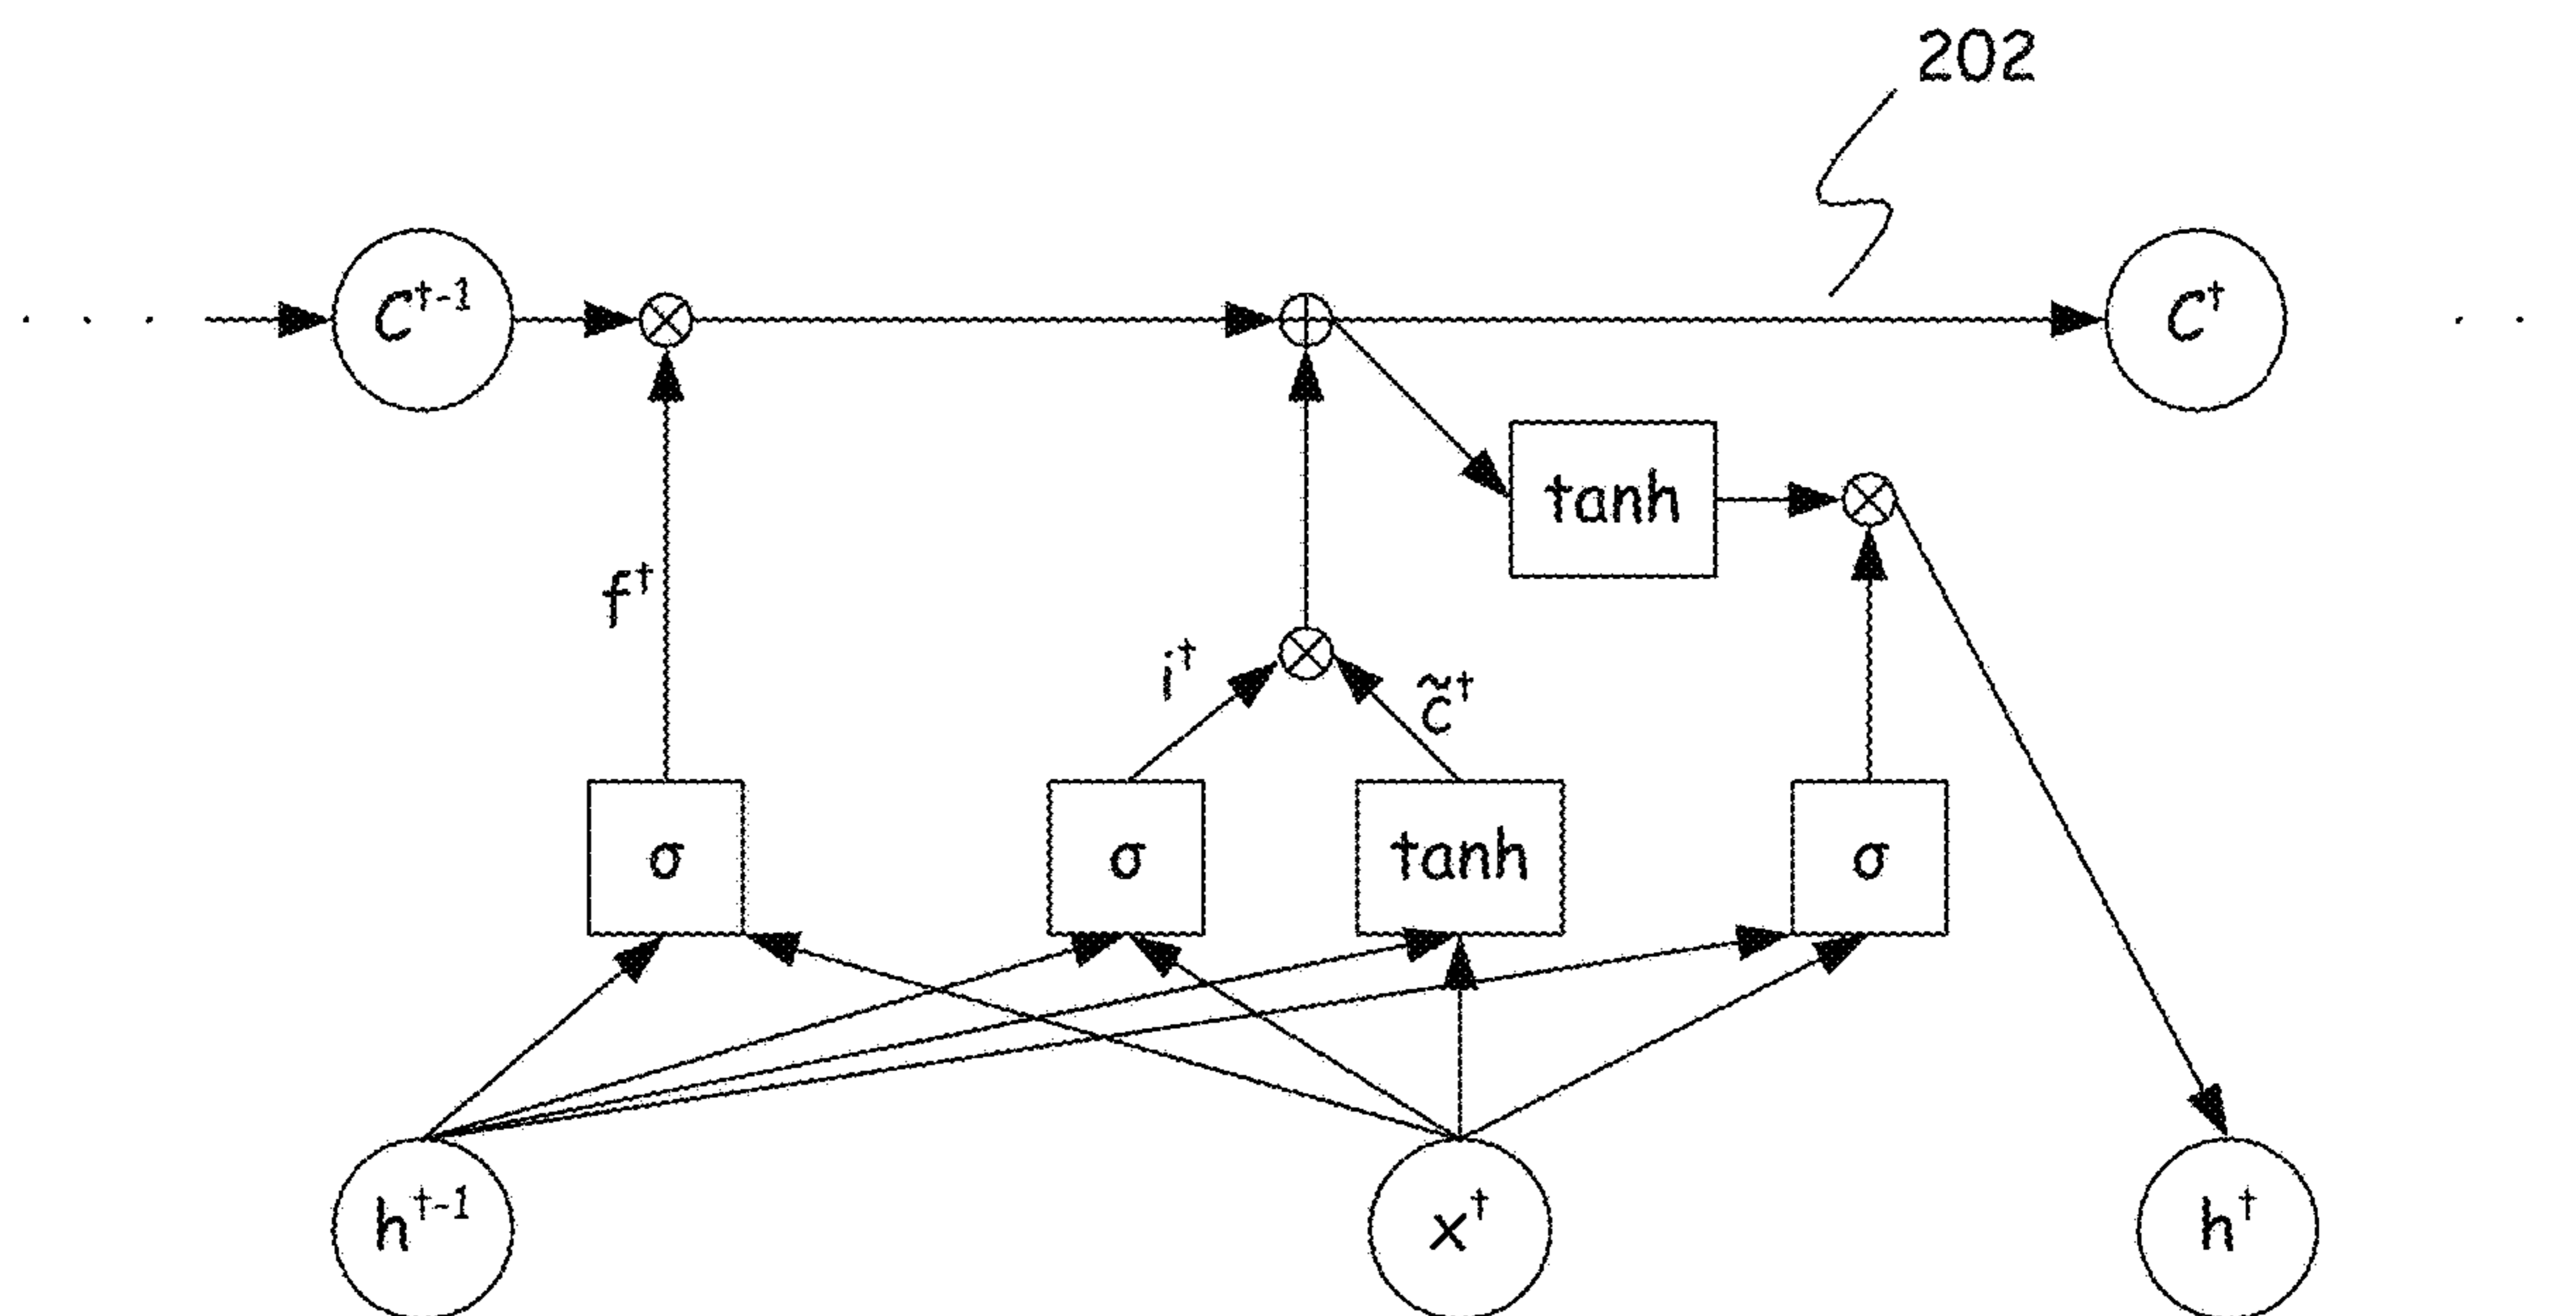 202
C^t-1
C^t
tanh
f^t
i^t
c̃^t
σ
σ
tanh
σ
h^t-1
x^t
h^t